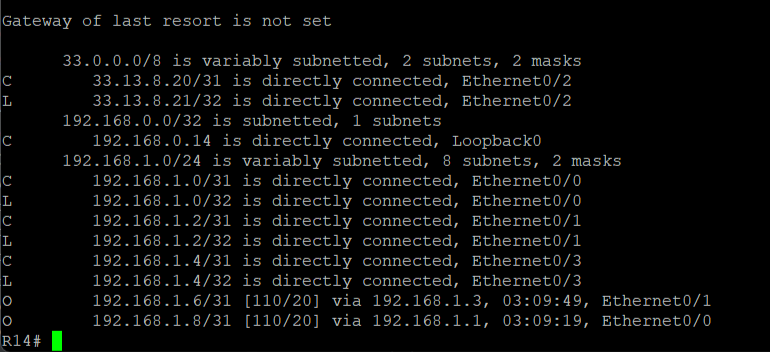 Gateway of last resort is not set
33.0.0.0/8 is variably subnetted, 2 subnets, 2 masks
C 33.13.8.20/31 is directly connected, Ethernet0/2
L 33.13.8.21/32 is directly connected, Ethernet0/2
192.168.0.0/32 is subnetted, 1 subnets
C 192.168.0.14 is directly connected, Loopback0
192.168.1.0/24 is variably subnetted, 8 subnets, 2 masks
C 192.168.1.0/31 is directly connected, Ethernet0/0
L 192.168.1.0/32 is directly connected, Ethernet0/0
C 192.168.1.2/31 is directly connected, Ethernet0/1
L 192.168.1.2/32 is directly connected, Ethernet0/1
C 192.168.1.4/31 is directly connected, Ethernet0/3
L 192.168.1.4/32 is directly connected, Ethernet0/3
O 192.168.1.6/31 [110/20] via 192.168.1.3, 03:09:49, Ethernet0/1
O 192.168.1.8/31 [110/20] via 192.168.1.1, 03:09:19, Ethernet0/0
R14#